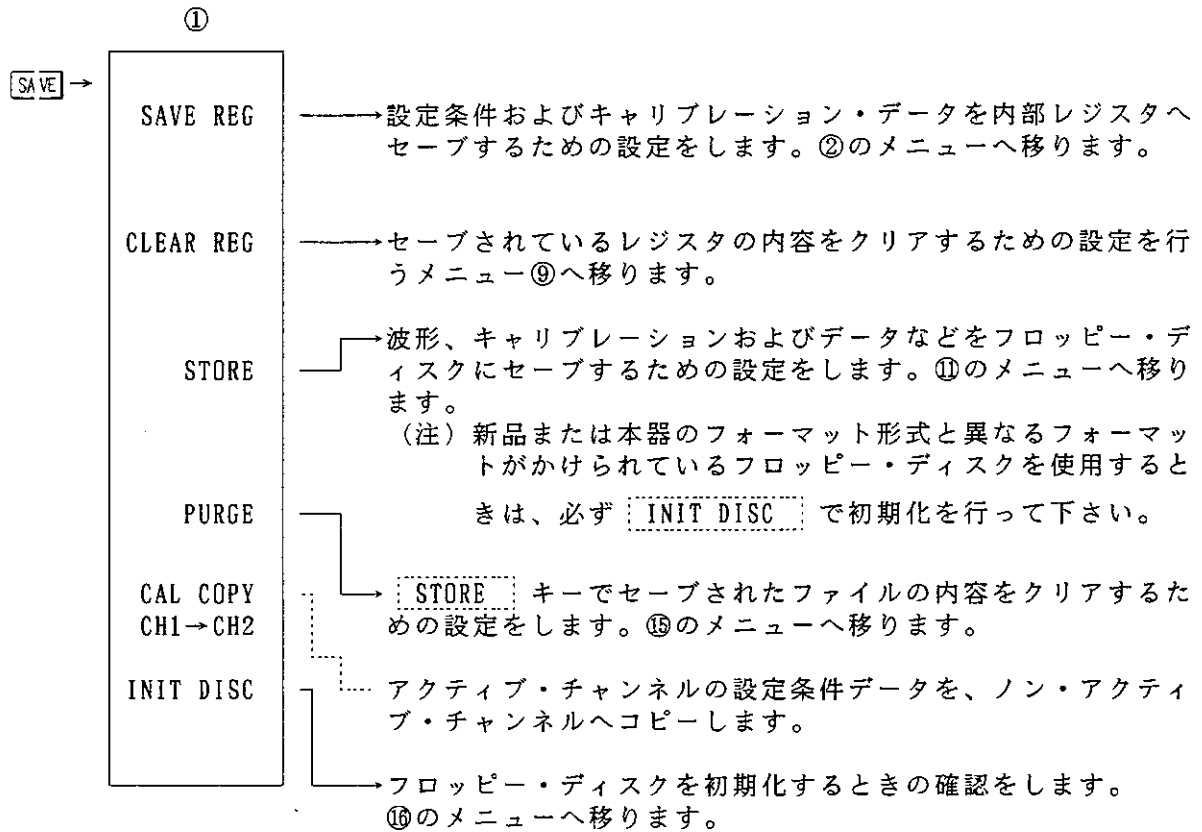 ①
SAVE →
SAVE REG → 設定条件およびキャリブレーション・データを内部レジスタへ
セーブするための設定をします。②のメニューへ移ります。
CLEAR REG → セーブされているレジスタの内容をクリアするための設定を行
うメニュー⑨へ移ります。
→波形、キャリブレーションおよびデータなどをフロッピー・デ
STORE ィスクにセーブするための設定をします。⑪のメニューへ移り
ます。
(注) 新品または本器のフォーマット形式と異なるフォーマッ
トがかけられているフロッピー・ディスクを使用すると
PURGE きは、必ず INIT DISC で初期化を行って下さい。
CAL COPY → STORE キーでセーブされたファイルの内容をクリアするた
CH1→CH2 めの設定をします。⑮のメニューへ移ります。
INIT DISC アクティブ・チャンネルの設定条件データを、ノン・アクティ
ブ・チャンネルへコピーします。
→フロッピー・ディスクを初期化するときの確認をします。
⑯のメニューへ移ります。